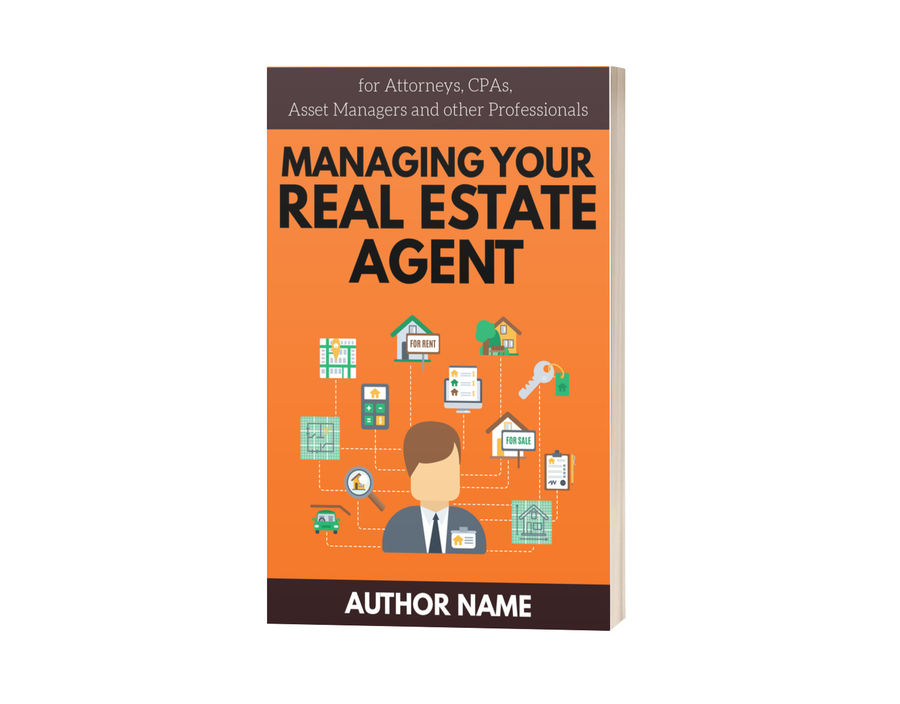 for Attorneys, CPAs,
Asset Managers and other Professionals
MANAGING YOUR
REAL ESTATE
AGENT
FOR RENT
FOR SALE
AUTHOR NAME